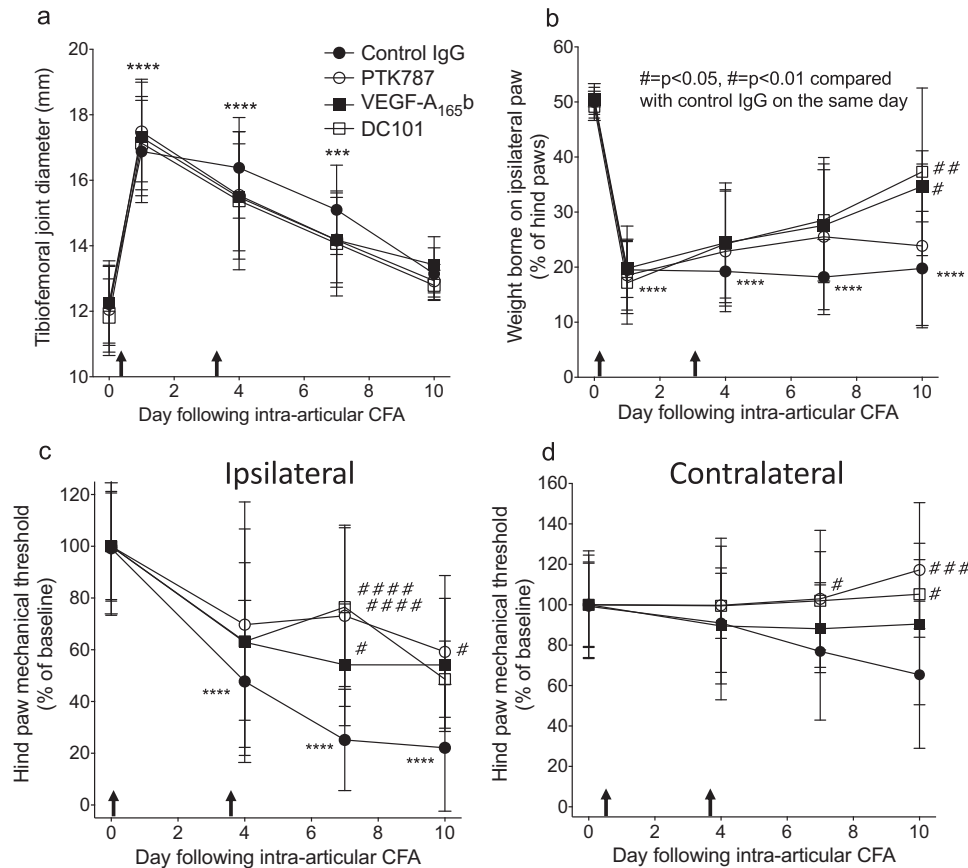 a
Tibiofemoral joint diameter (mm)
20
18
16
14
12
10
****
****
***
Control IgG
PTK787
VEGF-A165b
DC101
0 2 4 6 8 10
Day following intra-articular CFA
b
Weight borne on ipsilateral paw
(% of hind paws)
60
50
40
30
20
10
0
#=p<0.05, #=p<0.01 compared
with control IgG on the same day
##
#
****
****
****
****
0 2 4 6 8 10
Day following intra-articular CFA
c
Ipsilateral
Hind paw mechanical threshold
(% of baseline)
120
100
80
60
40
20
0
####
####
#
#
****
****
****
0 2 4 6 8 10
Day following intra-articular CFA
d
Contralateral
Hind paw mechanical threshold
(% of baseline)
160
140
120
100
80
60
40
20
0
#
###
#
0 2 4 6 8 10
Day following intra-articular CFA